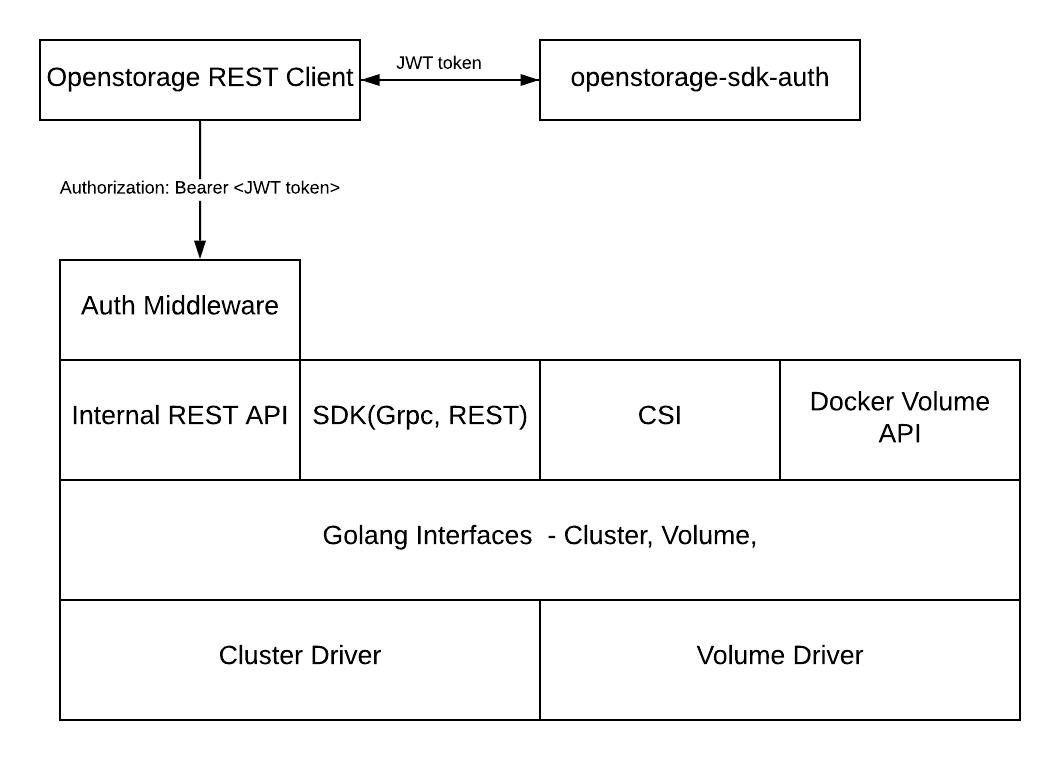 Openstorage REST Client
JWT token
openstorage-sdk-auth
Authorization: Bearer <JWT token>
Auth Middleware
Internal REST API
SDK(Grpc, REST)
CSI
Docker Volume
API
Golang Interfaces  - Cluster, Volume,
Cluster Driver
Volume Driver